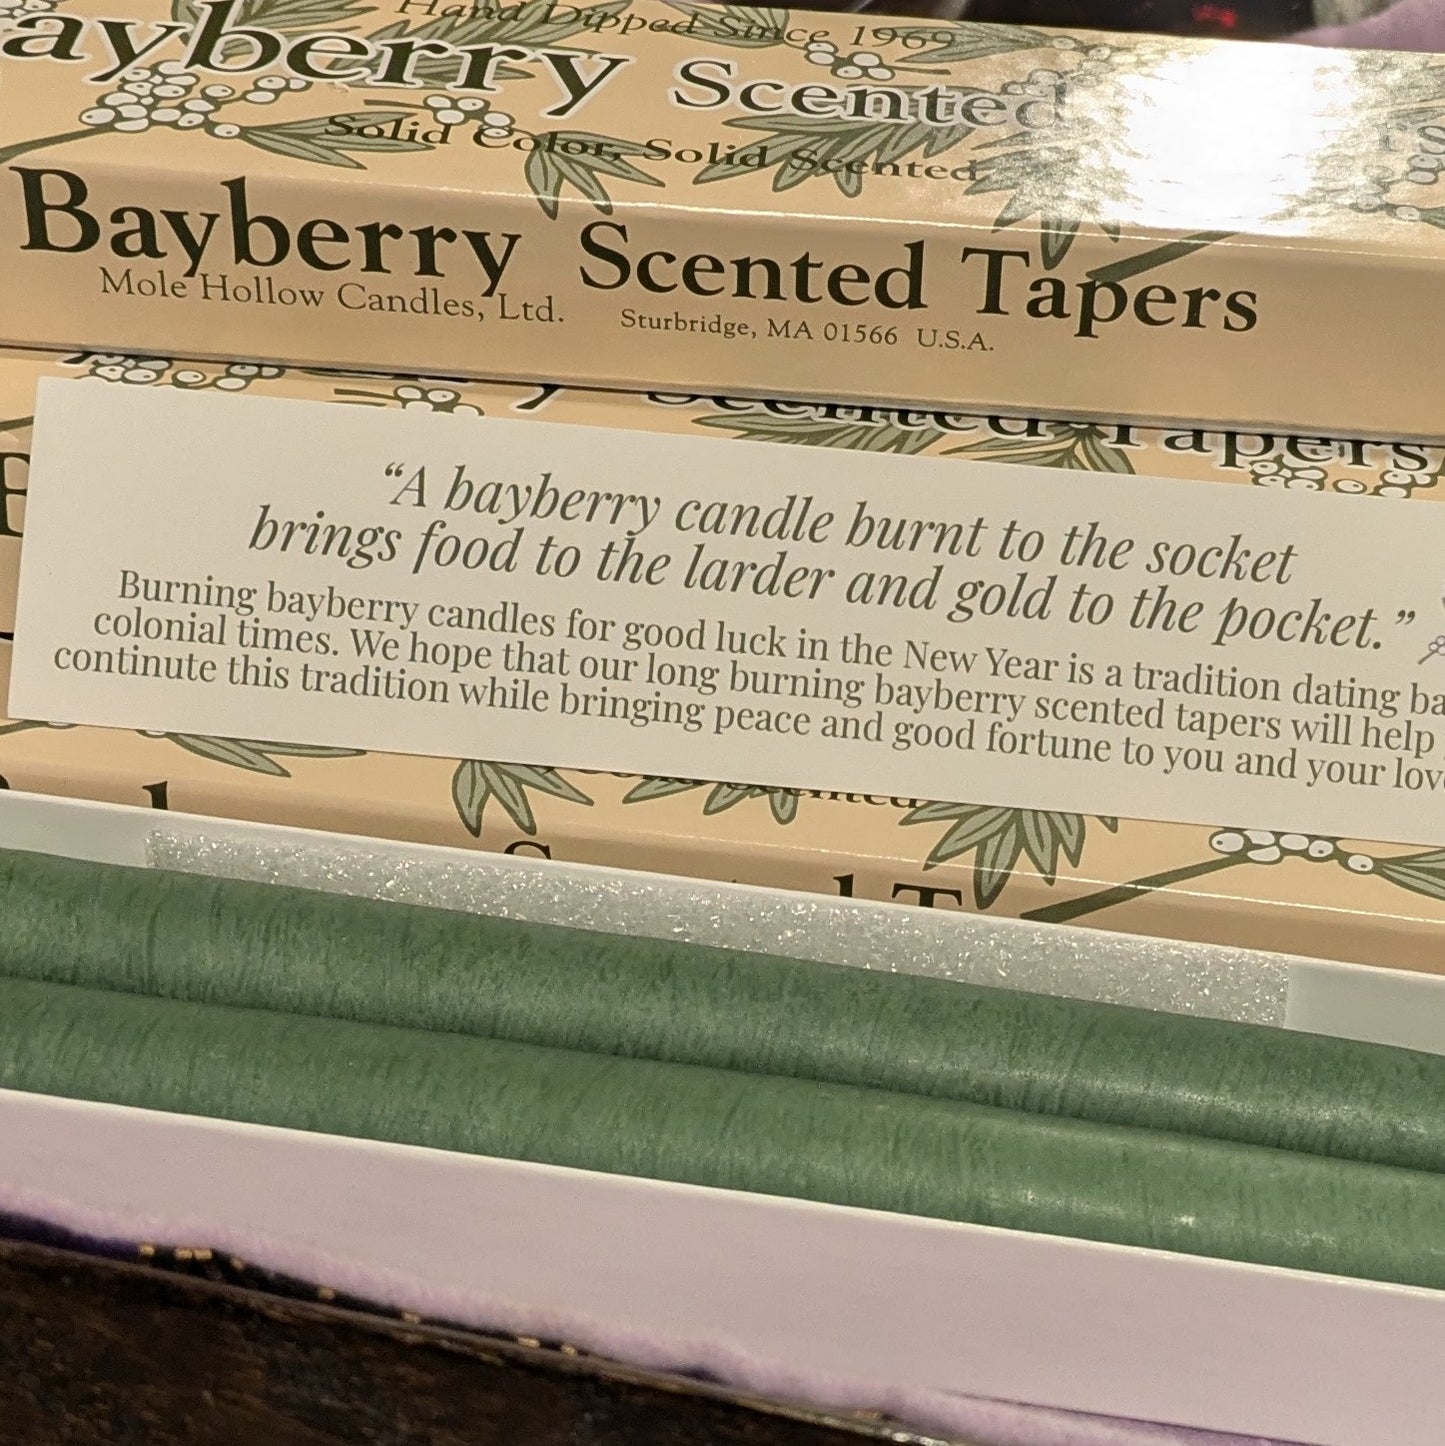 Hand Dipped Since 1969
ayberry Scented
Solid Color, Solid Scented
Bayberry Scented Tapers
Mole Hollow Candles, Ltd. Sturbridge, MA 01566 U.S.A.
Scented Tapers
“A bayberry candle burnt to the socket
brings food to the larder and gold to the pocket.”
Burning bayberry candles for good luck in the New Year is a tradition dating ba
colonial times. We hope that our long burning bayberry scented tapers will help
continute this tradition while bringing peace and good fortune to you and your lov